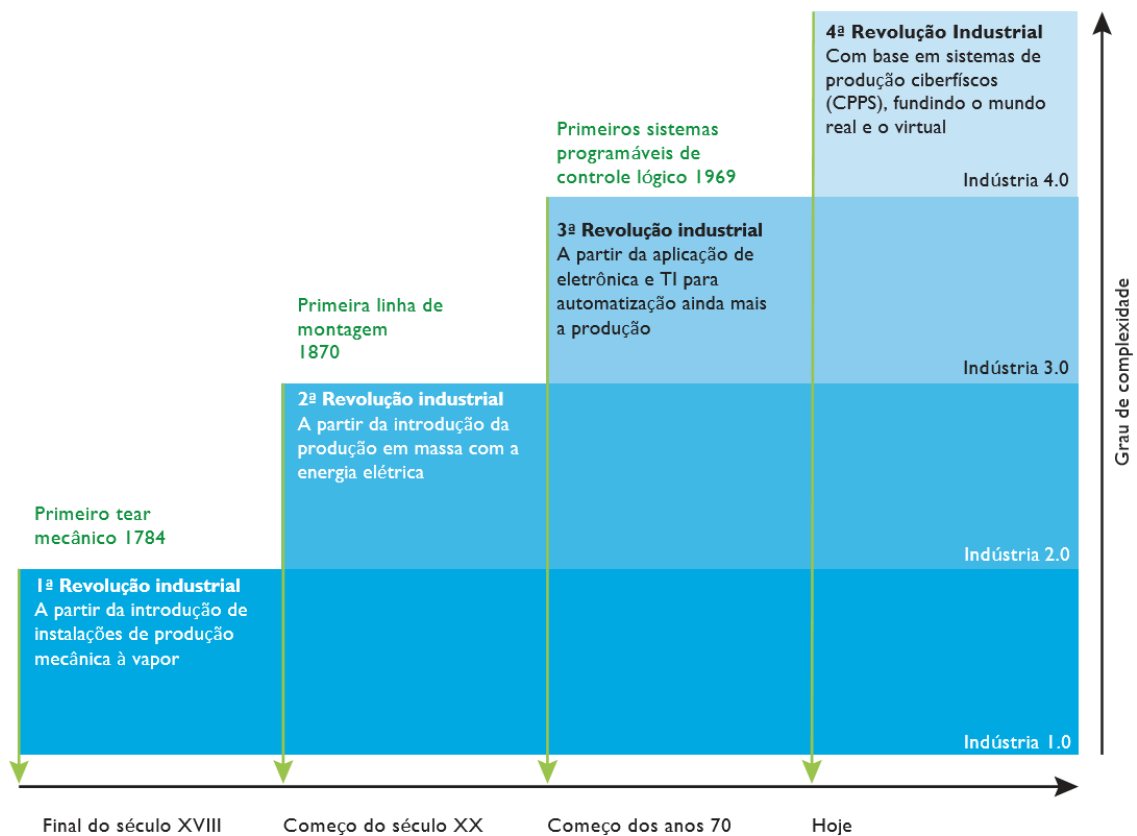 4ª Revolução Industrial
Com base em sistemas de
produção ciberfíscos
(CPPS), fundindo o mundo
real e o virtual
Indústria 4.0
Primeiros sistemas
programáveis de
controle lógico 1969
3ª Revolução industrial
A partir da aplicação de
eletrônica e TI para
automatização ainda mais
a produção
Indústria 3.0
Primeira linha de
montagem
1870
2ª Revolução industrial
A partir da introdução da
produção em massa com a
energia elétrica
Indústria 2.0
Primeiro tear
mecânico 1784
1ª Revolução industrial
A partir da introdução de
instalações de produção
mecânica à vapor
Indústria 1.0
Grau de complexidade
Final do século XVIII
Começo do século XX
Começo dos anos 70
Hoje